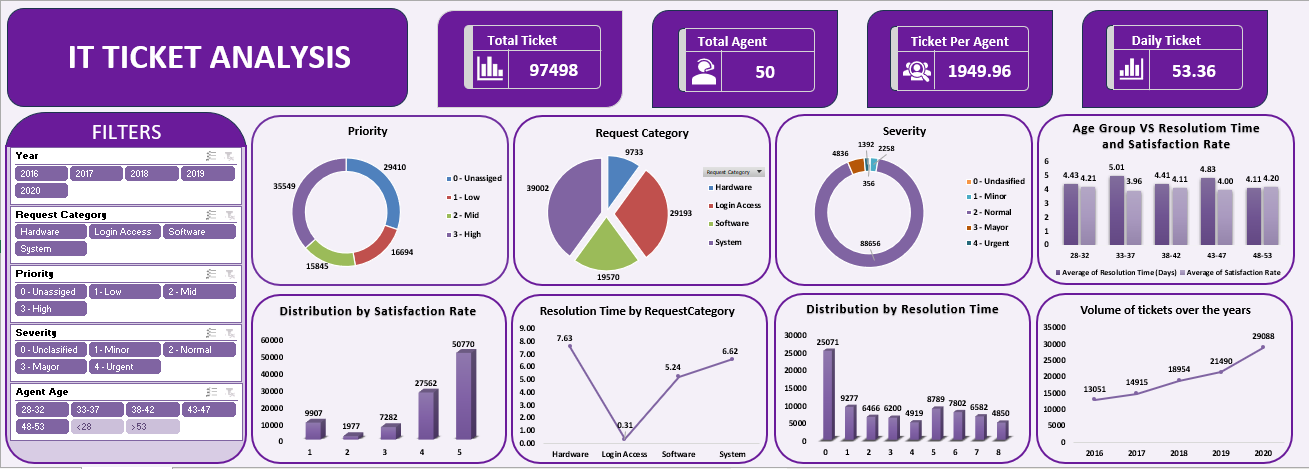 IT TICKET ANALYSIS
Total Ticket
97498
Total Agent
50
Ticket Per Agent
1949.96
Daily Ticket
53.36
FILTERS
Year
2016 2017 2018 2019
2020
Request Category
Hardware Login Access Software
System
Priority
0 - Unassiged 1 - Low 2 - Mid
3 - High
Severity
0 - Unclasified 1 - Minor 2 - Normal
3 - Mayor 4 - Urgent
Agent Age
28-32 33-37 38-42 43-47
48-53 <28 >53
Priority
29410
35549
16694
15845
0 - Unassiged
1 - Low
2 - Mid
3 - High
Request Category
9733
39002
29193
19570
Request Category
Hardware
Login Access
Software
System
Severity
1392
4836 2258
356
88656
0 - Undasified
1 - Minor
2 - Normal
3 - Mayor
4 - Urgent
Age Group VS Resolutiom Time
and Satisfaction Rate
6
5
4
3
2
1
0
4.43 4.21 5.01 3.96 4.41 4.11 4.83 4.00 4.11 4.20
28-32 33-37 38-42 43-47 48-53
Average of Resolution Time (Days) Average of Satisfaction Rate
Distribution by Satisfaction Rate
60000
50000
40000
30000
20000
10000
0
9907 1977 7282 27562 50770
1 2 3 4 5
Resolution Time by RequestCategory
9.00
8.00
7.00
6.00
5.00
4.00
3.00
2.00
1.00
0.00
7.63 0.31 5.24 6.62
Hardware Login Access Software System
Distribution by Resolution Time
30000
25000
20000
15000
10000
5000
0
25071 9277 6466 6200 4919 8789 7802 6582 4850
0 1 2 3 4 5 6 7 8
Volume of tickets over the years
35000
30000
25000
20000
15000
10000
5000
0
13051 14915 18954 21490 29088
2016 2017 2018 2019 2020